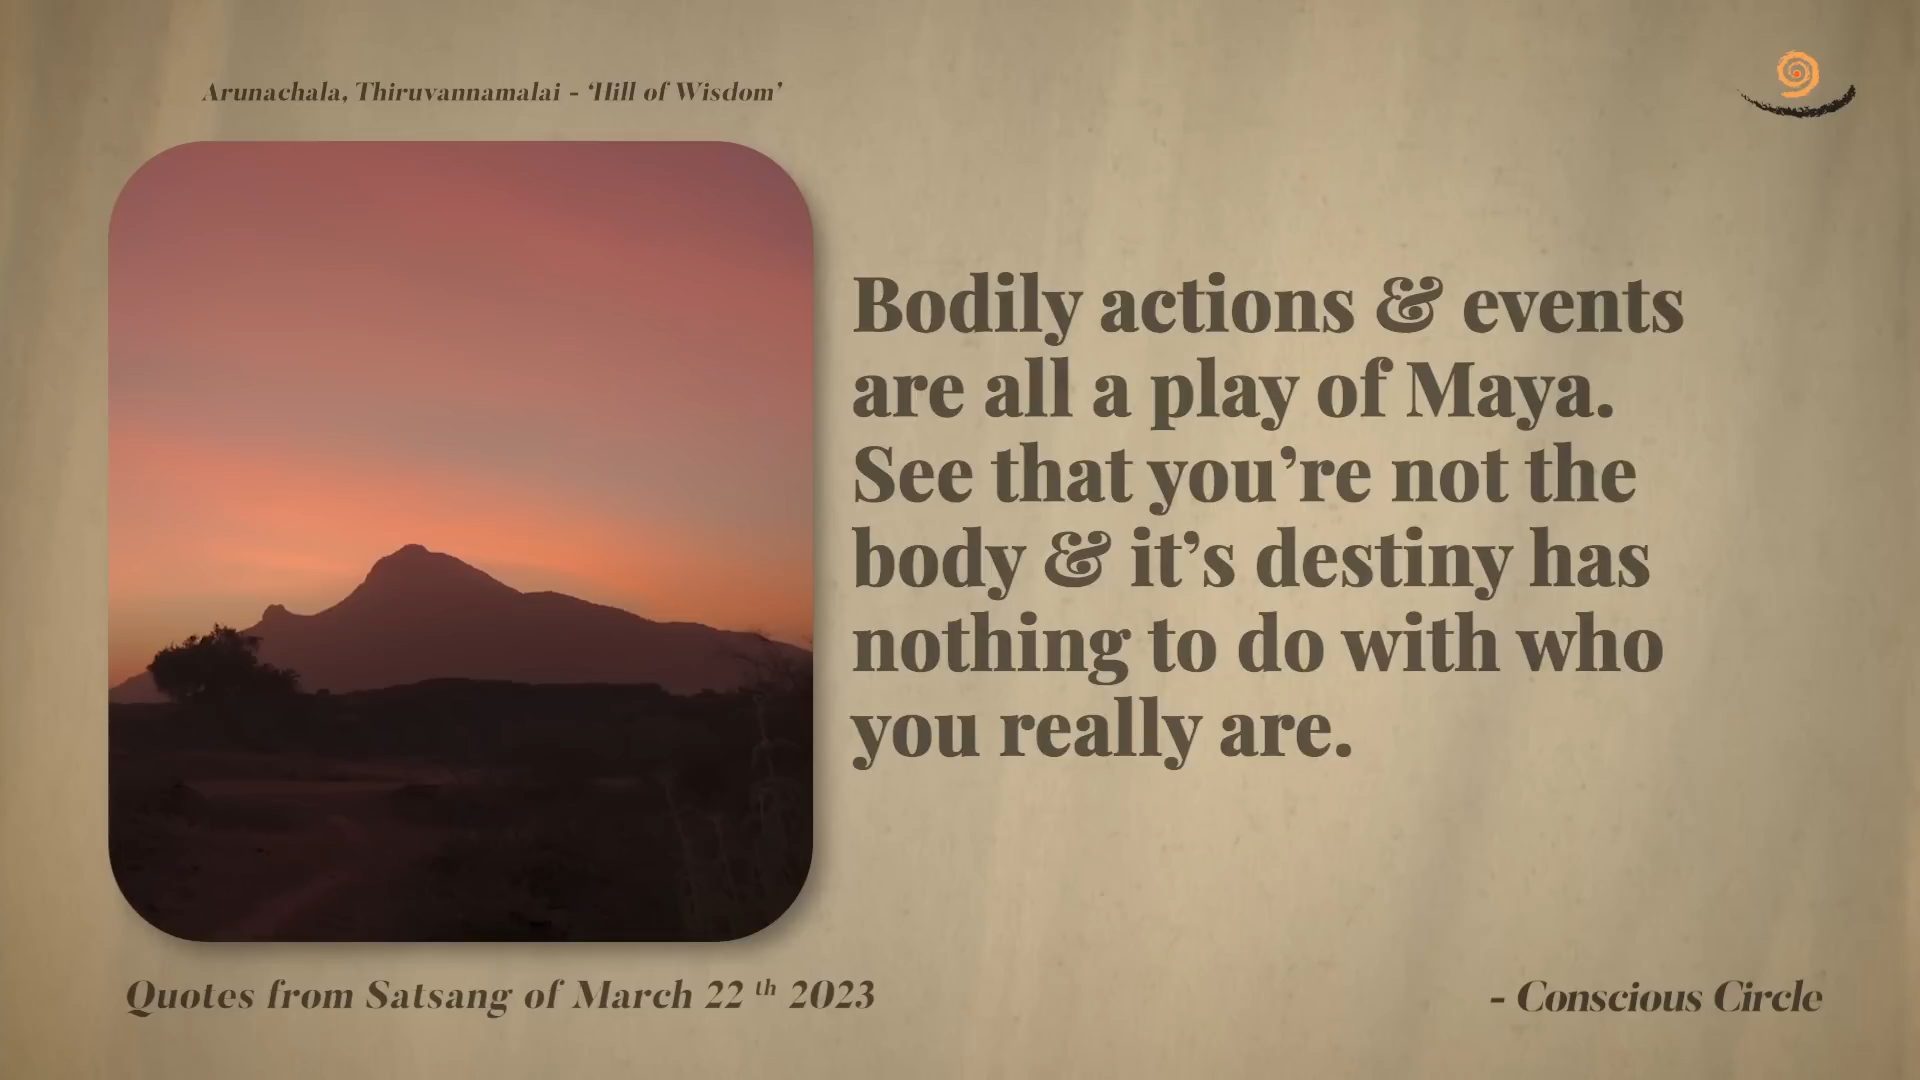 Arunachala, Thiruvannamalai - ‘Hill of Wisdom’
Bodily actions & events
are all a play of Maya.
See that you’re not the
body & it’s destiny has
nothing to do with who
you really are.
Quotes from Satsang of March 22 th 2023
- Conscious Circle